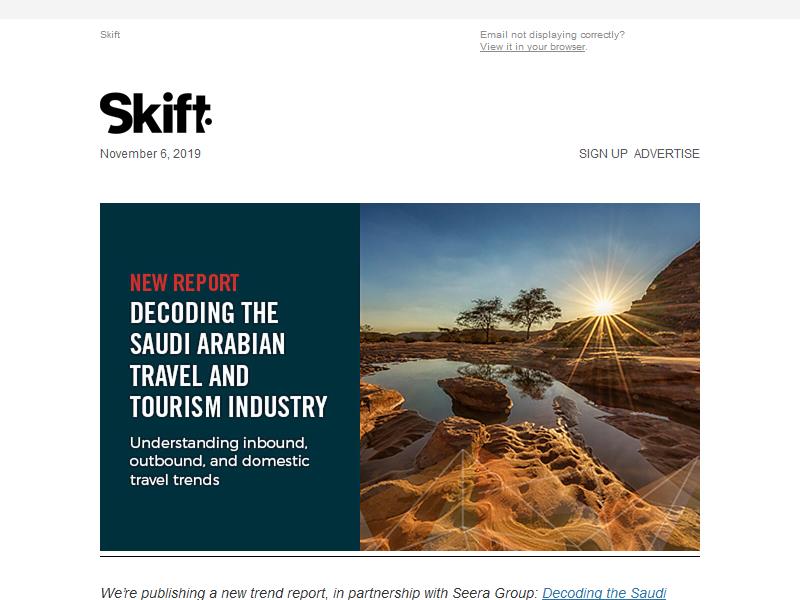 Skift
Email not displaying correctly?
View it in your browser.
Skift
November 6, 2019
SIGN UP ADVERTISE
NEW REPORT
DECODING THE
SAUDI ARABIAN
TRAVEL AND
TOURISM INDUSTRY
Understanding inbound,
outbound, and domestic
travel trends
We're publishing a new trend report, in partnership with Seera Group: Decoding the Saudi